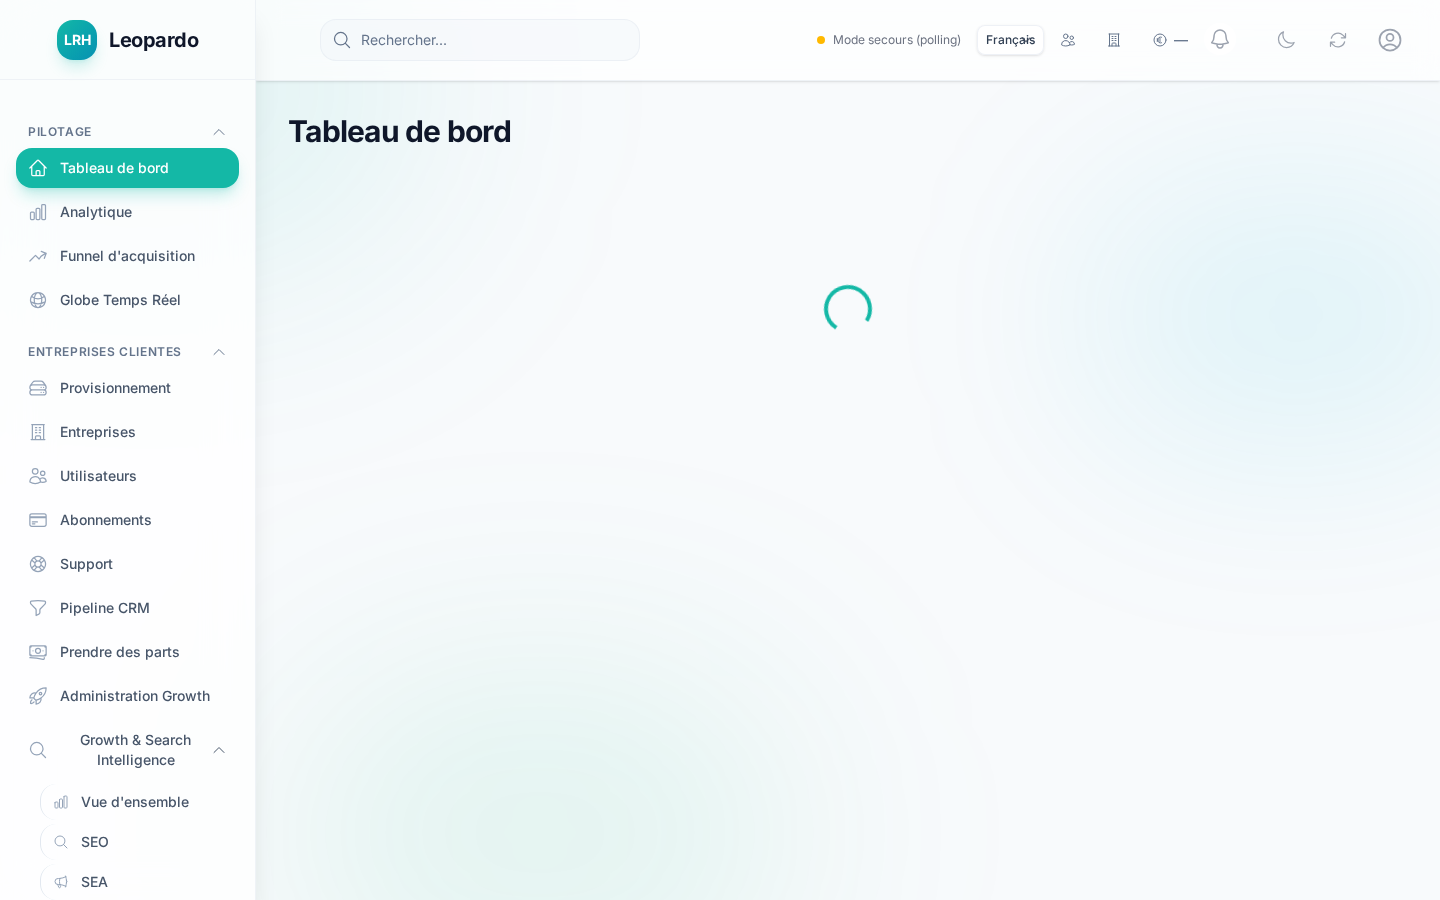 LRH
Leopardo
Rechercher...
Mode secours (polling)
Français
—
PILOTAGE
Tableau de bord
Analytique
Funnel d'acquisition
Globe Temps Réel
ENTREPRISES CLIENTES
Provisionnement
Entreprises
Utilisateurs
Abonnements
Support
Pipeline CRM
Prendre des parts
Administration Growth
Growth & Search
Intelligence
Vue d'ensemble
SEO
SEA
Tableau de bord